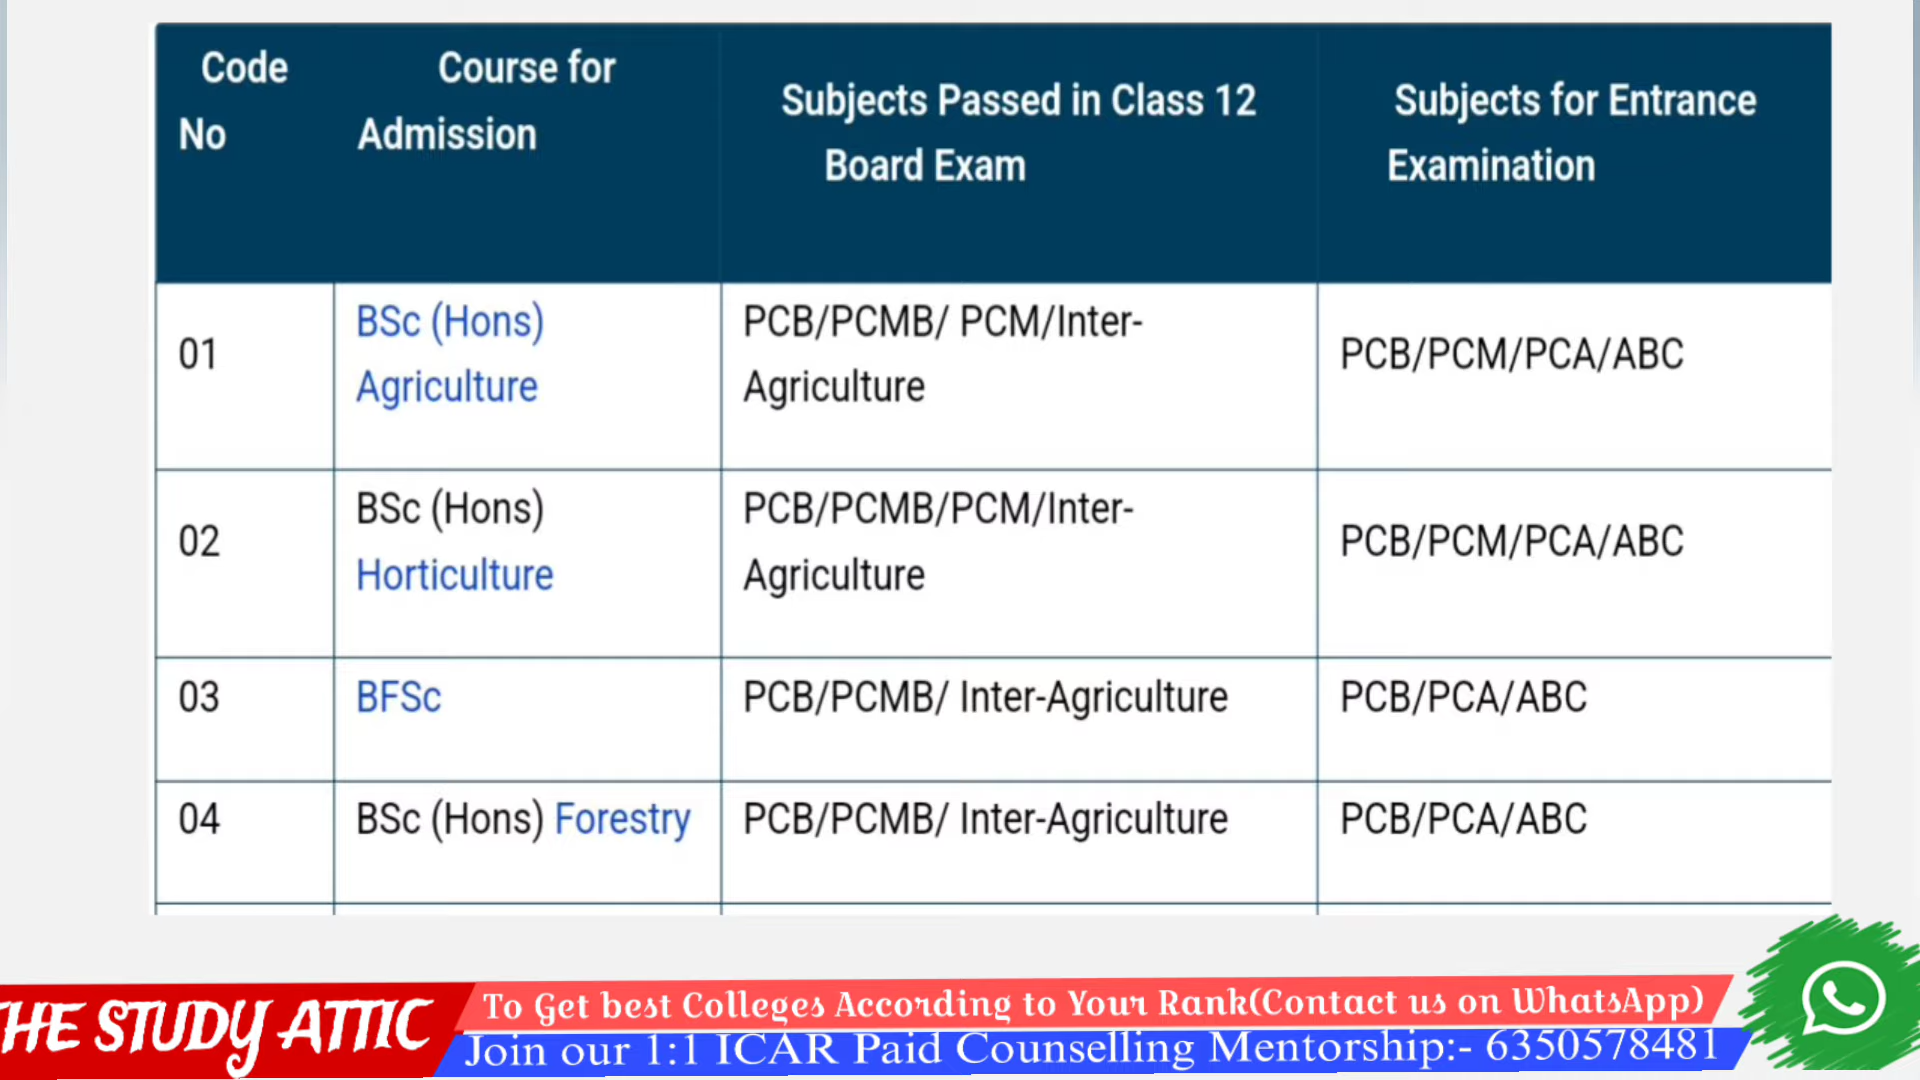 Code No
Course for Admission
Subjects Passed in Class 12 Board Exam
Subjects for Entrance Examination
01
BSc (Hons)
Agriculture
PCB/PCMB/ PCM/Inter-
Agriculture
PCB/PCM/PCA/ABC
02
BSc (Hons)
Horticulture
PCB/PCMB/PCM/Inter-
Agriculture
PCB/PCM/PCA/ABC
03
BFSc
PCB/PCMB/ Inter-Agriculture
PCB/PCA/ABC
04
BSc (Hons) Forestry
PCB/PCMB/ Inter-Agriculture
PCB/PCA/ABC
THE STUDY ATTIC
To Get best Colleges According to Your Rank(Contact us on WhatsApp)
Join our 1:1 ICAR Paid Counselling Mentorship:- 6350578481